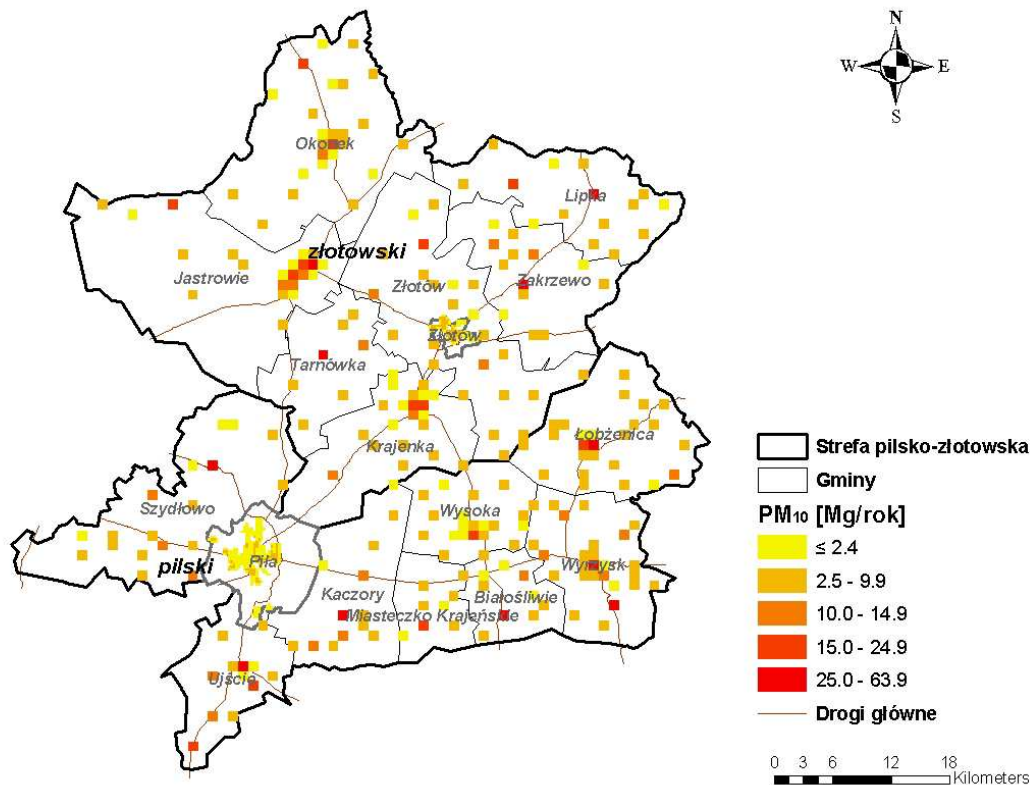 N
W E
S
Okonek
Lipka
złotowski
Jastrowie
Złotów
Zakrzewo
Złotów
Tarnówka
Krajenka
Łobżenica
Szydłowo
Wysoka
pilski
Piła
Wyrzysk
Kaczory
Białośliwie
Miasteczko Krajeńskie
Ujście
Strefa pilsko-złotowska
Gminy
PM10 [Mg/rok]
≤ 2.4
2.5 - 9.9
10.0 - 14.9
15.0 - 24.9
25.0 - 63.9
Drogi główne
0 3 6 12 18
Kilometers